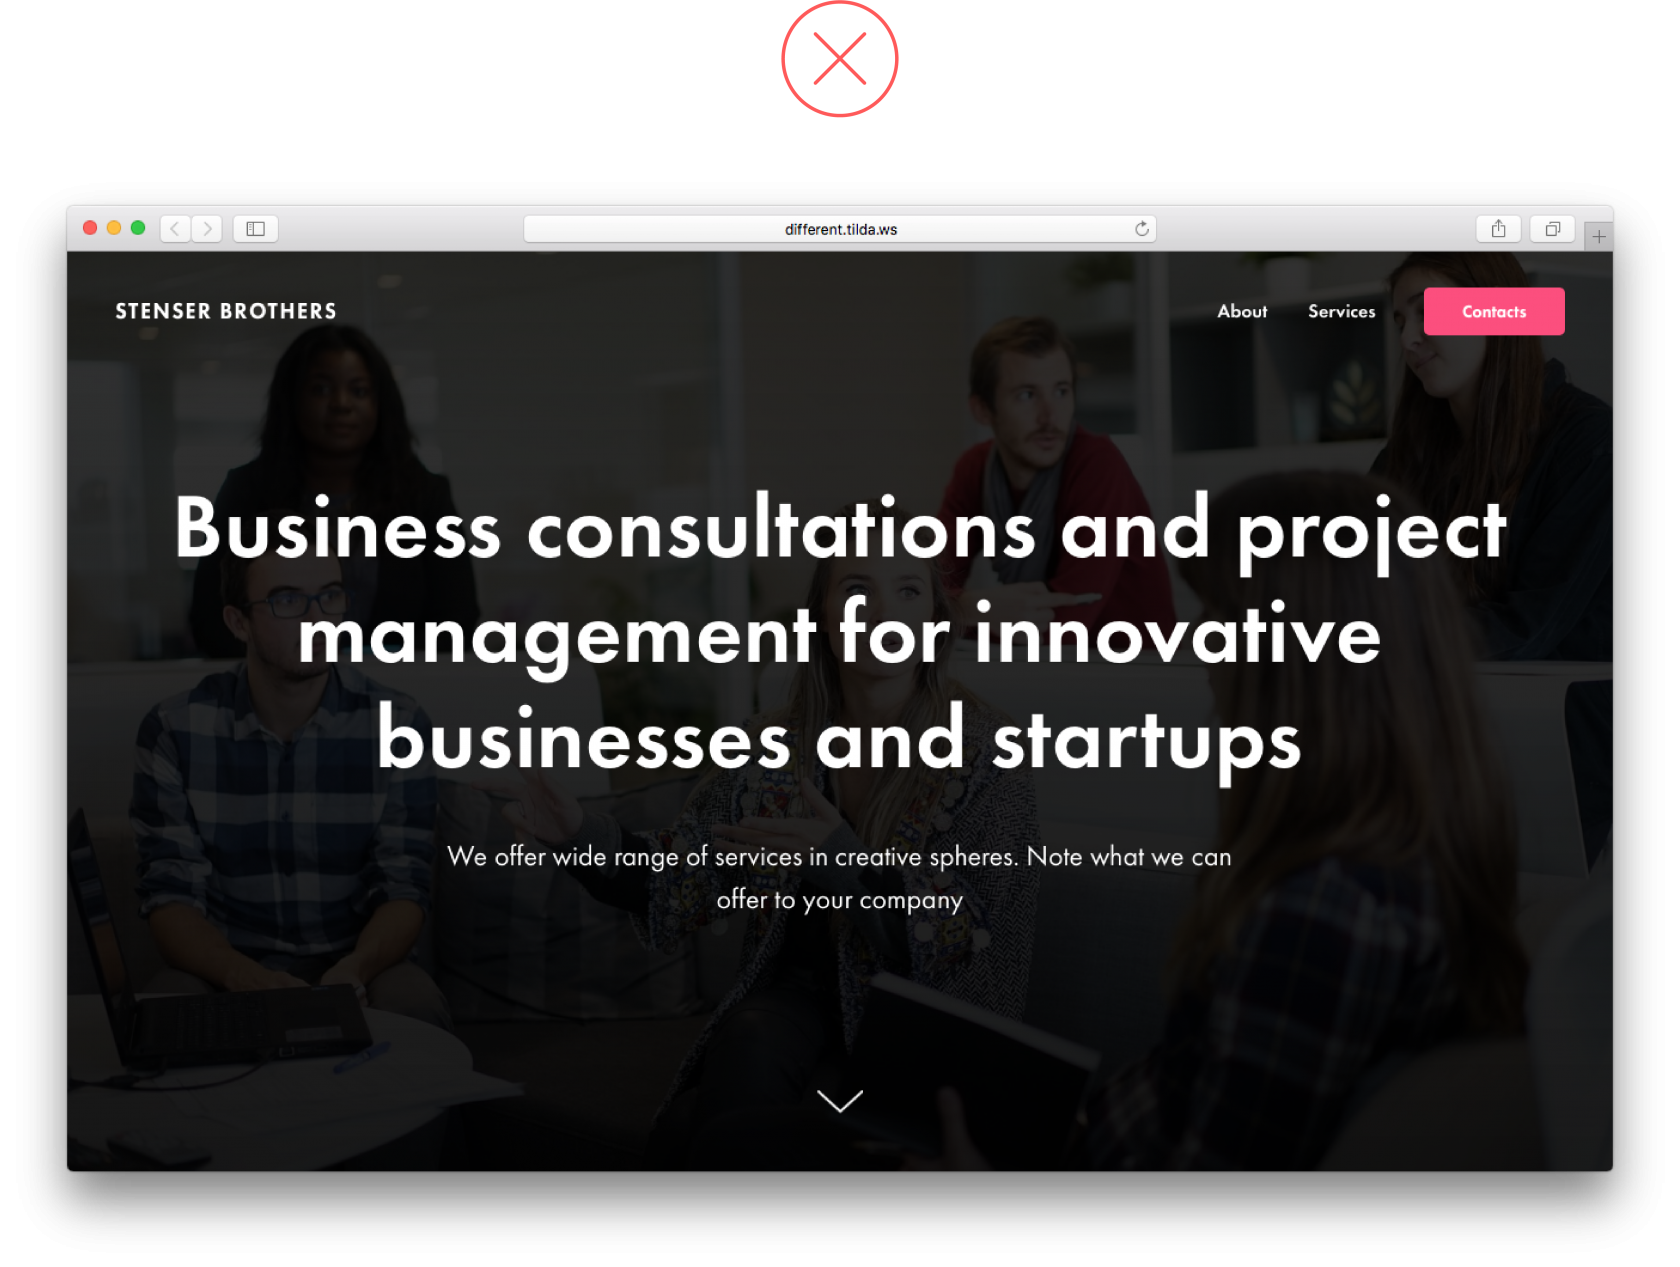 different.tilda.ws
STENSER BROTHERS
About Services Contacts
Business consultations and project
management for innovative
businesses and startups
We offer wide range of services in creative spheres. Note what we can
offer to your company